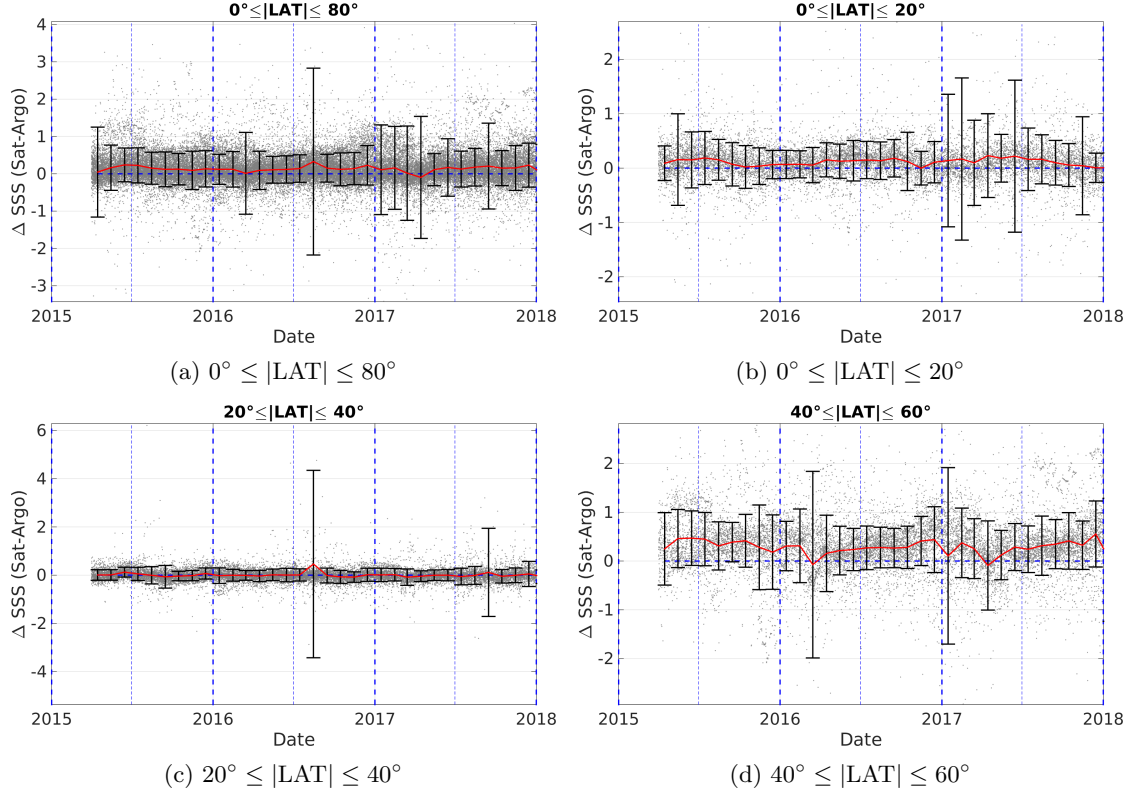 0°≤|LAT|≤ 80°
4
3
2
1
0
-1
-2
-3
Δ SSS (Sat-Argo)
2015 2016 2017 2018
Date
(a) 0° ≤ |LAT| ≤ 80°
0°≤|LAT|≤ 20°
2
1
0
-1
-2
Δ SSS (Sat-Argo)
2015 2016 2017 2018
Date
(b) 0° ≤ |LAT| ≤ 20°
20°≤|LAT|≤ 40°
6
4
2
0
-2
-4
Δ SSS (Sat-Argo)
2015 2016 2017 2018
Date
(c) 20° ≤ |LAT| ≤ 40°
40°≤|LAT|≤ 60°
2
1
0
-1
-2
Δ SSS (Sat-Argo)
2015 2016 2017 2018
Date
(d) 40° ≤ |LAT| ≤ 60°